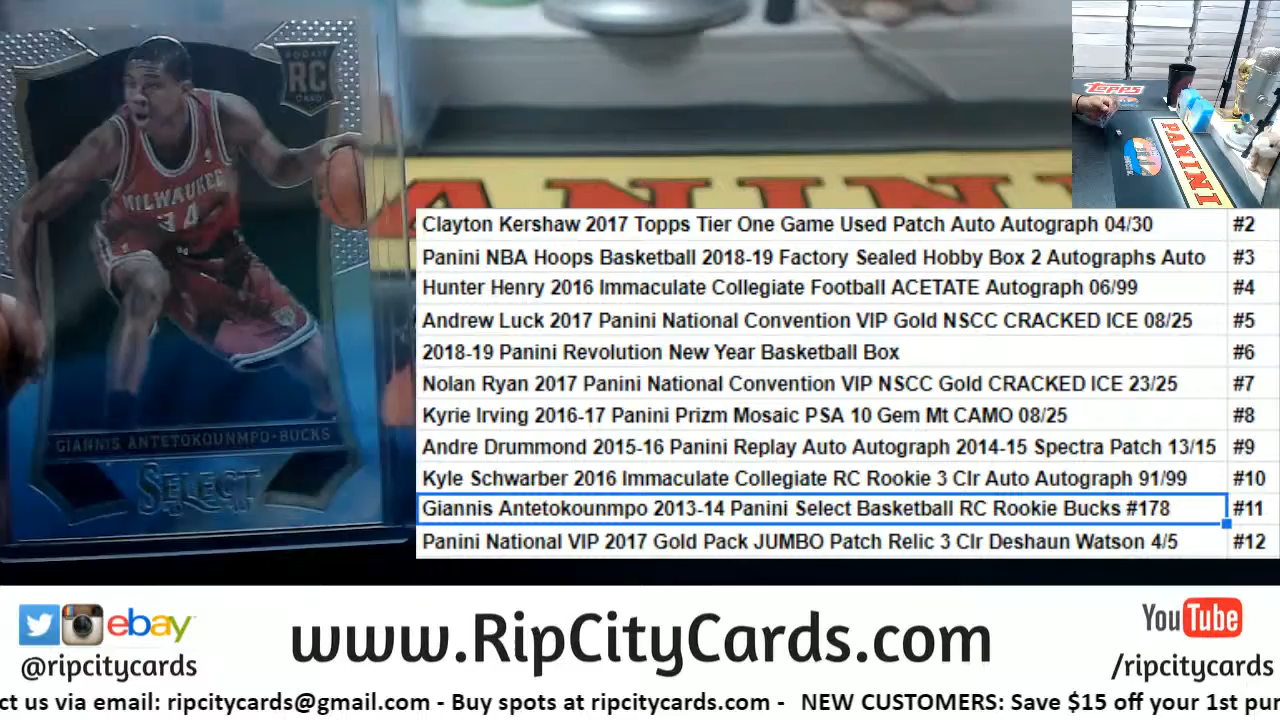 ROOKIE
RC
CARD
MILWAUKEE
34
GIANNIS ANTETOKOUNMPO • BUCKS
SELECT
PANINI
TOPPS
PANINI
Clayton Kershaw 2017 Topps Tier One Game Used Patch Auto Autograph 04/30 #2
Panini NBA Hoops Basketball 2018-19 Factory Sealed Hobby Box 2 Autographs Auto #3
Hunter Henry 2016 Immaculate Collegiate Football ACETATE Autograph 06/99 #4
Andrew Luck 2017 Panini National Convention VIP Gold NSCC CRACKED ICE 08/25 #5
2018-19 Panini Revolution New Year Basketball Box #6
Nolan Ryan 2017 Panini National Convention VIP NSCC Gold CRACKED ICE 23/25 #7
Kyrie Irving 2016-17 Panini Prizm Mosaic PSA 10 Gem Mt CAMO 08/25 #8
Andre Drummond 2015-16 Panini Replay Auto Autograph 2014-15 Spectra Patch 13/15 #9
Kyle Schwarber 2016 Immaculate Collegiate RC Rookie 3 Clr Auto Autograph 91/99 #10
Giannis Antetokounmpo 2013-14 Panini Select Basketball RC Rookie Bucks #178 #11
Panini National VIP 2017 Gold Pack JUMBO Patch Relic 3 Clr Deshaun Watson 4/5 #12
ebay
@ripcitycards
www.RipCityCards.com
YouTube
/ripcitycards
ct us via email: ripcitycards@gmail.com - Buy spots at ripcitycards.com - NEW CUSTOMERS: Save $15 off your 1st pur